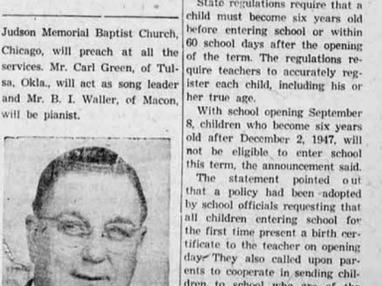 Judson Memorial Baptist Church,
Chicago, will preach at all the
services. Mr. Carl Green, of Tul-
sa, Okla., will act as song leader
and Mr. B. I. Waller, of Macon,
will be pianist.
State regulations require that a
child must become six years old
before entering school or within
60 school days after the opening
of the term. The regulations re-
quire teachers to accurately reg-
ister each child, including his or
her true age.
With school opening September
8, children who become six years
old after December 2, 1947, will
not be eligible to enter school
this term, the announcement said.
The statement pointed out
that a policy had been adopted
by school officials requesting that
all children entering school for
the first time present a birth cer-
tificate to the teacher on opening
day. They also called upon par-
ents to cooperate in sending chil-
dren to school who are of the